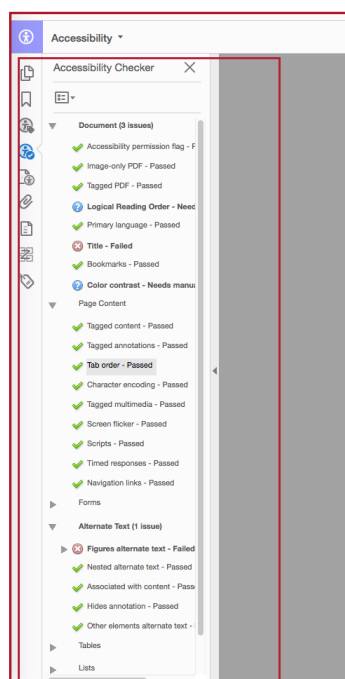 Accessibility
Accessibility Checker
Document (3 issues)
Accessibility permission flag - P
Image-only PDF - Passed
Tagged PDF - Passed
Logical Reading Order - Need
Primary language - Passed
Title - Failed
Bookmarks - Passed
Color contrast - Needs manua
Page Content
Tagged content - Passed
Tagged annotations - Passed
Tab order - Passed
Character encoding - Passed
Tagged multimedia - Passed
Screen flicker - Passed
Scripts - Passed
Timed responses - Passed
Navigation links - Passed
Forms
Alternate Text (1 issue)
Figures alternate text - Failed
Nested alternate text - Passed
Associated with content - Pass
Hides annotation - Passed
Other elements alternate text -
Tables
Lists